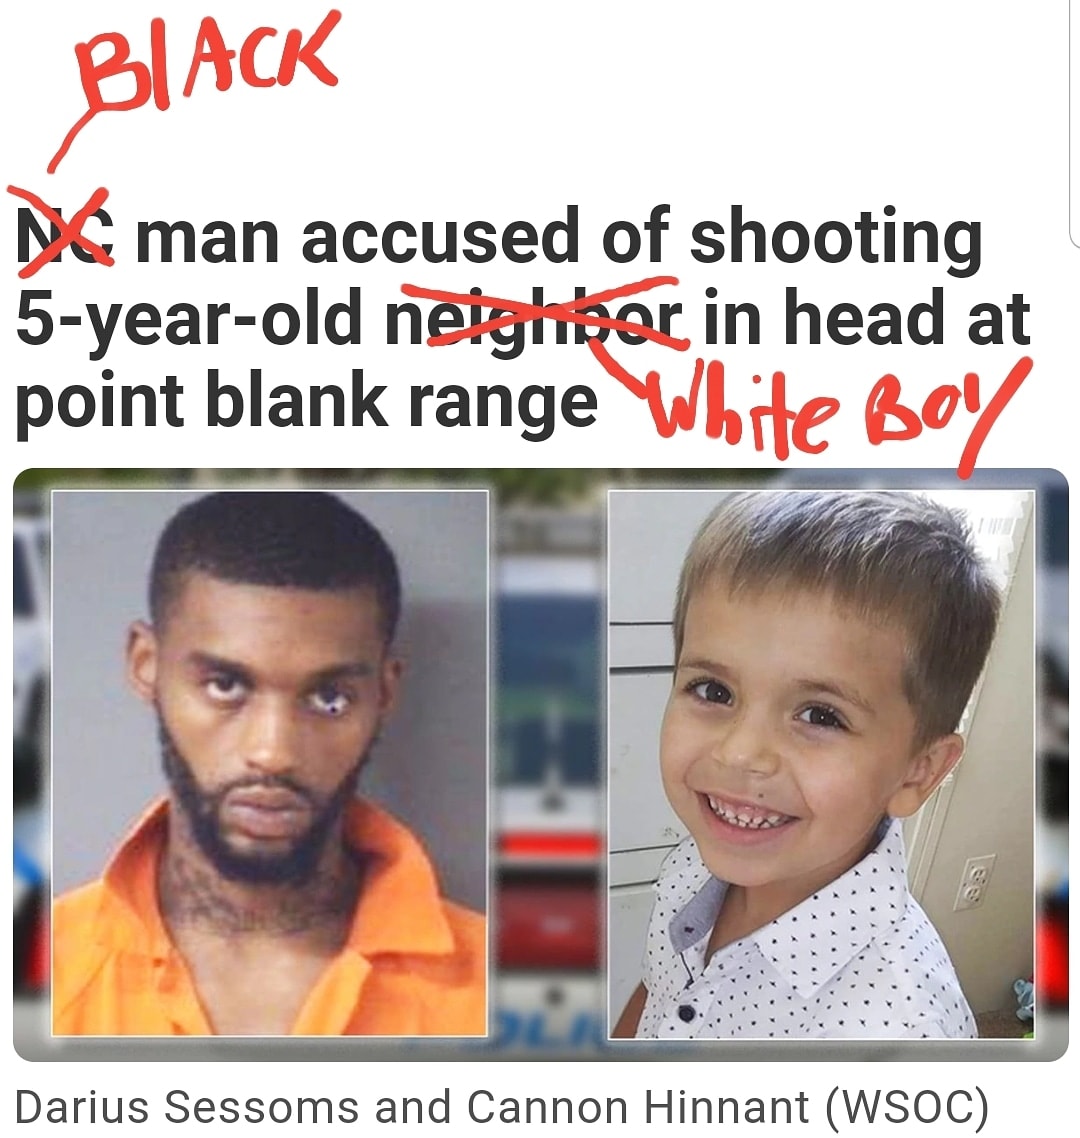 BlACK
NC man accused of shooting
5-year-old neighbor in head at
point blank range White Boy
POLICE
Darius Sessoms and Cannon Hinnant (WSOC)